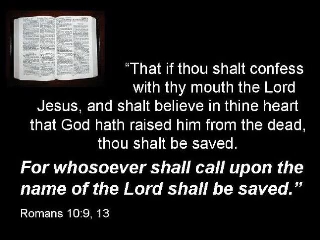 “That if thou shalt confess
with thy mouth the Lord
Jesus, and shalt believe in thine heart
that God hath raised him from the dead,
thou shalt be saved.
For whosoever shall call upon the
name of the Lord shall be saved.”
Romans 10:9, 13